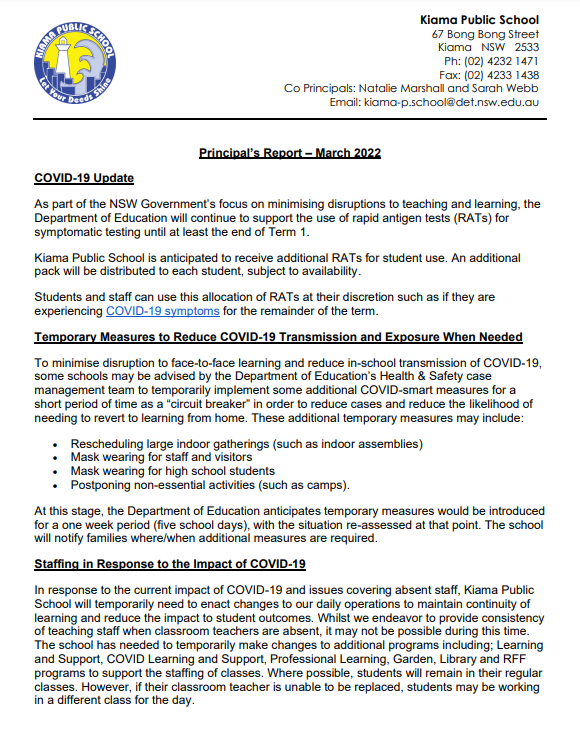 KIAMA PUBLIC SCHOOL
Let Your Deeds Shine
Kiama Public School
67 Bong Bong Street
Kiama NSW 2533
Ph: (02) 4232 1471
Fax: (02) 4233 1438
Co Principals: Natalie Marshall and Sarah Webb
Email: kiama-p.school@det.nsw.edu.au
Principal's Report – March 2022
COVID-19 Update
As part of the NSW Government's focus on minimising disruptions to teaching and learning, the
Department of Education will continue to support the use of rapid antigen tests (RATs) for
symptomatic testing until at least the end of Term 1.
Kiama Public School is anticipated to receive additional RATs for student use. An additional
pack will be distributed to each student, subject to availability.
Students and staff can use this allocation of RATs at their discretion such as if they are
experiencing COVID-19 symptoms for the remainder of the term.
Temporary Measures to Reduce COVID-19 Transmission and Exposure When Needed
To minimise disruption to face-to-face learning and reduce in-school transmission of COVID-19,
some schools may be advised by the Department of Education's Health & Safety case
management team to temporarily implement some additional COVID-smart measures for a
short period of time as a “circuit breaker” in order to reduce cases and reduce the likelihood of
needing to revert to learning from home. These additional temporary measures may include:
• Rescheduling large indoor gatherings (such as indoor assemblies)
• Mask wearing for staff and visitors
• Mask wearing for high school students
• Postponing non-essential activities (such as camps).
At this stage, the Department of Education anticipates temporary measures would be introduced
for a one week period (five school days), with the situation re-assessed at that point. The school
will notify families where/when additional measures are required.
Staffing in Response to the Impact of COVID-19
In response to the current impact of COVID-19 and issues covering absent staff, Kiama Public
School will temporarily need to enact changes to our daily operations to maintain continuity of
learning and reduce the impact to student outcomes. Whilst we endeavor to provide consistency
of teaching staff when classroom teachers are absent, it may not be possible during this time.
The school has needed to temporarily make changes to additional programs including; Learning
and Support, COVID Learning and Support, Professional Learning, Garden, Library and RFF
programs to support the staffing of classes. Where possible, students will remain in their regular
classes. However, if their classroom teacher is unable to be replaced, students may be working
in a different class for the day.